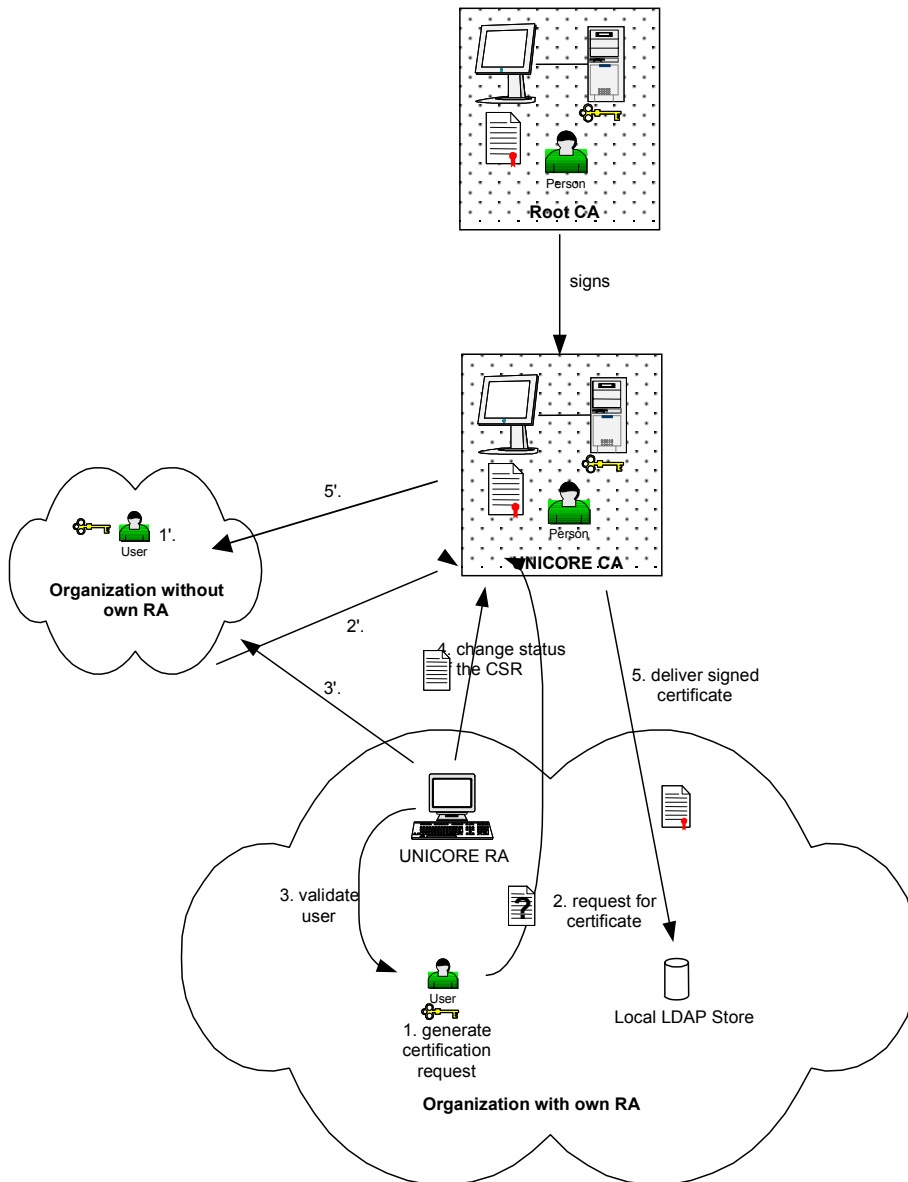 Person
Root CA
signs
Person
UNICORE CA
5'.
1'.
User
Organization without
own RA
2'.
3'.
4. change status
the CSR
5. deliver signed
certificate
UNICORE RA
3. validate
user
?
2. request for
certificate
User
1. generate
certification
request
Local LDAP Store
Organization with own RA